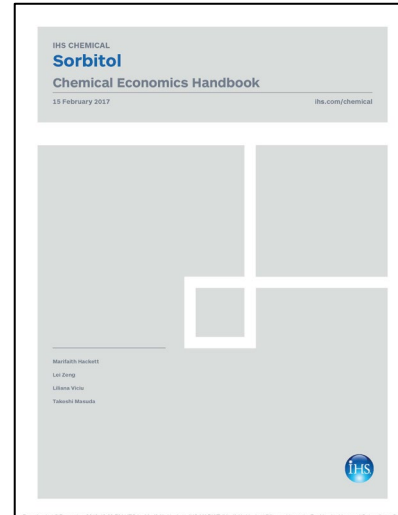 IHS CHEMICAL
Sorbitol
Chemical Economics Handbook
15 February 2017 ihs.com/chemical
Marifaith Hackett
Lei Zeng
Liliana Viciu
Takeshi Masuda
IHS